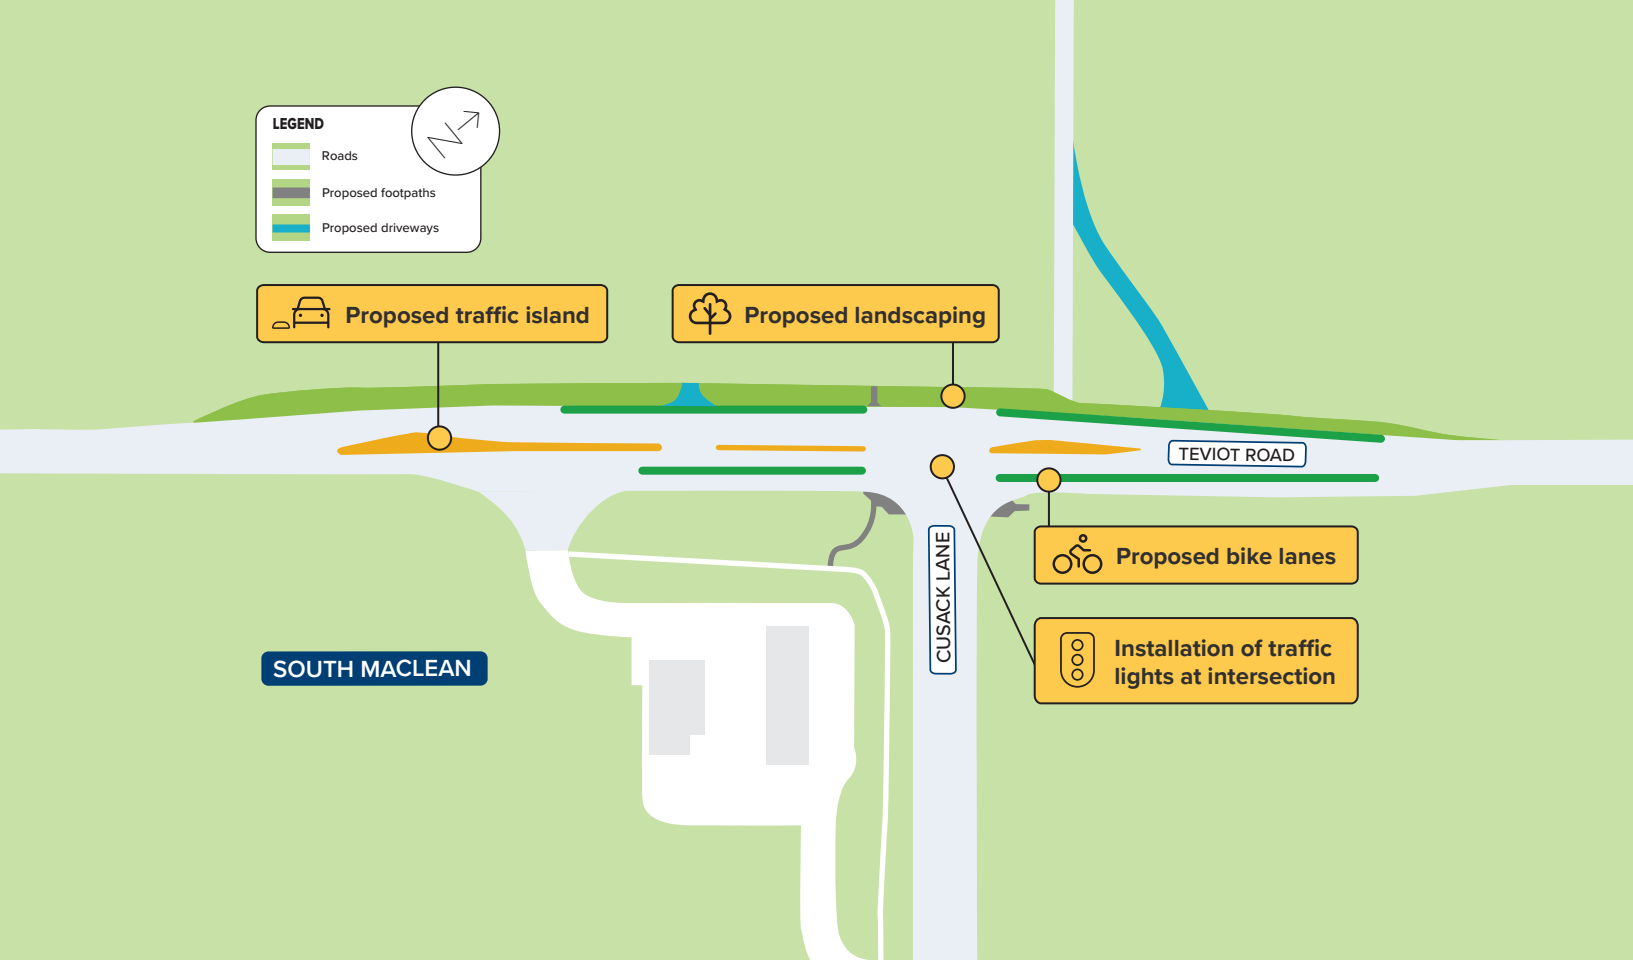 LEGEND
N
Roads
Proposed footpaths
Proposed driveways
Proposed traffic island
Proposed landscaping
TEVIOT ROAD
CUSACK LANE
Proposed bike lanes
Installation of traffic
lights at intersection
SOUTH MACLEAN